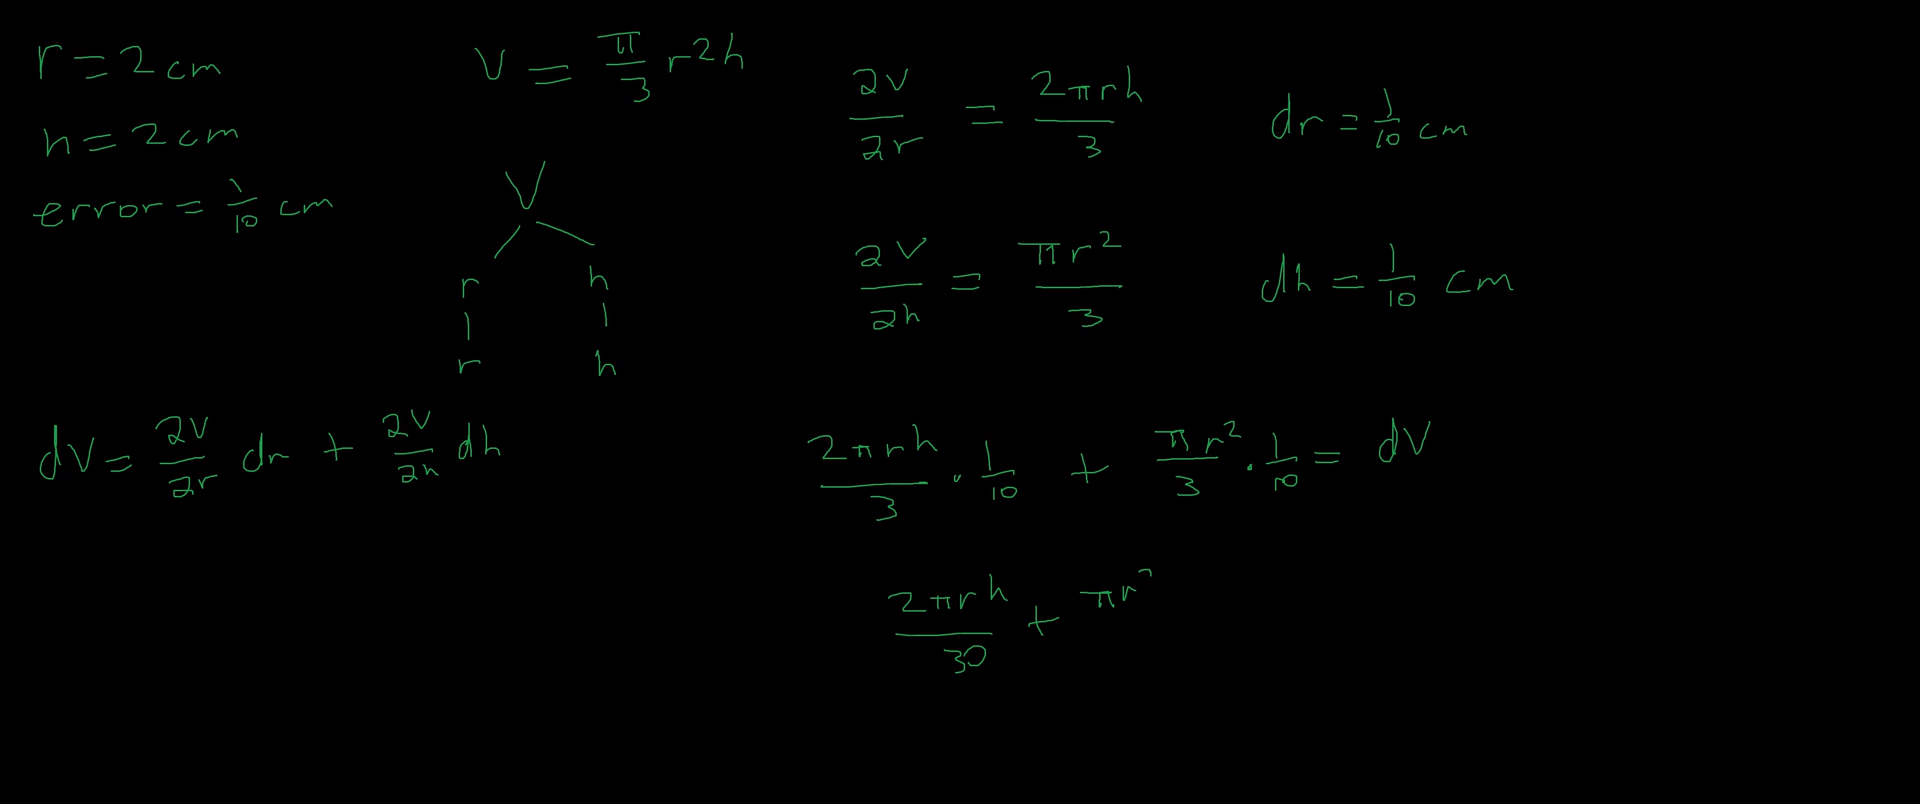 r = 2 cm
h = 2 cm
error = 1/10 cm
V = π/3 r²h
V
r h
r h
∂V/∂r = 2πrh/3
dr = 1/10 cm
∂V/∂h = πr²/3
dh = 1/10 cm
dV = ∂V/∂r dr + ∂V/∂h dh
2πrh/3 · 1/10 + πr²/3 · 1/10 = dV
2πrh/30 + πr²